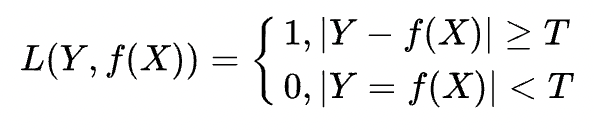 L(Y, f(X)) = { 1, |Y − f(X)| ≥ T
0, |Y = f(X)| < T